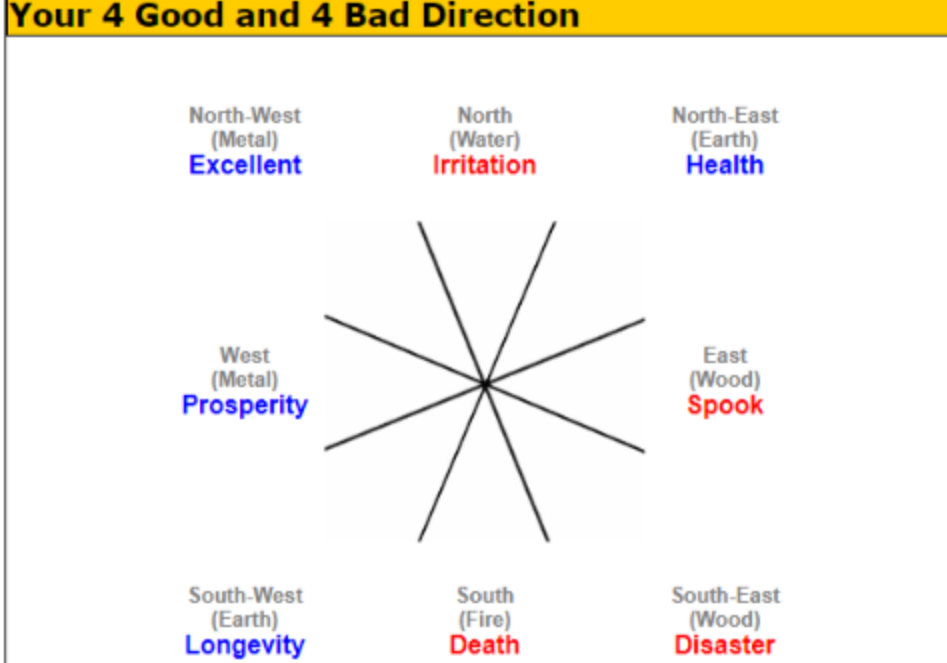 Your 4 Good and 4 Bad Direction
North-West
(Metal)
Excellent
North
(Water)
Irritation
North-East
(Earth)
Health
West
(Metal)
Prosperity
East
(Wood)
Spook
South-West
(Earth)
Longevity
South
(Fire)
Death
South-East
(Wood)
Disaster